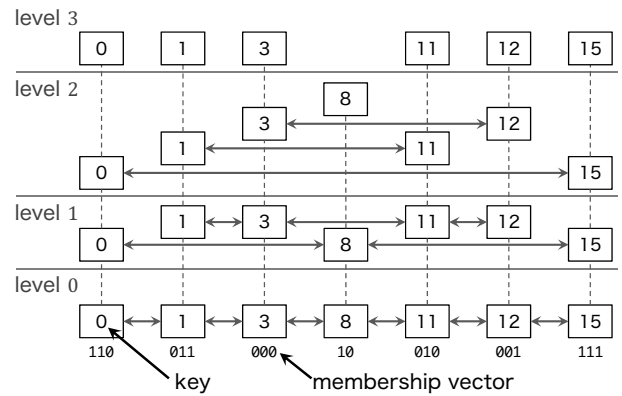 level 3
0 1 3 11 12 15
level 2
8
3 12
1 11
0 15
level 1
1 3 11 12
0 8 15
level 0
0 1 3 8 11 12 15
110 011 000 10 010 001 111
key membership vector